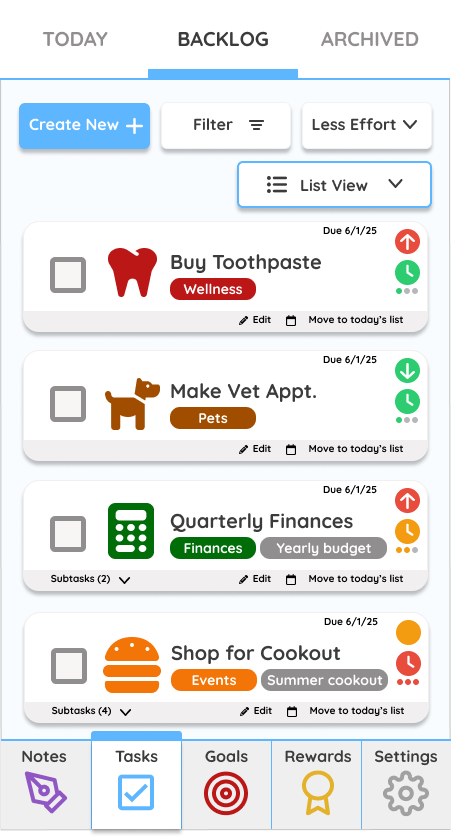 TODAY BACKLOG ARCHIVED
Create New Filter Less Effort
List View
Due 6/1/25
Buy Toothpaste
Wellness
Edit Move to today's list
Due 6/1/25
Make Vet Appt.
Pets
Edit Move to today's list
Due 6/1/25
Quarterly Finances
Finances Yearly budget
Subtasks (2) Edit Move to today's list
Due 6/1/25
Shop for Cookout
Events Summer cookout
Subtasks (4) Edit Move to today's list
Notes Tasks Goals Rewards Settings